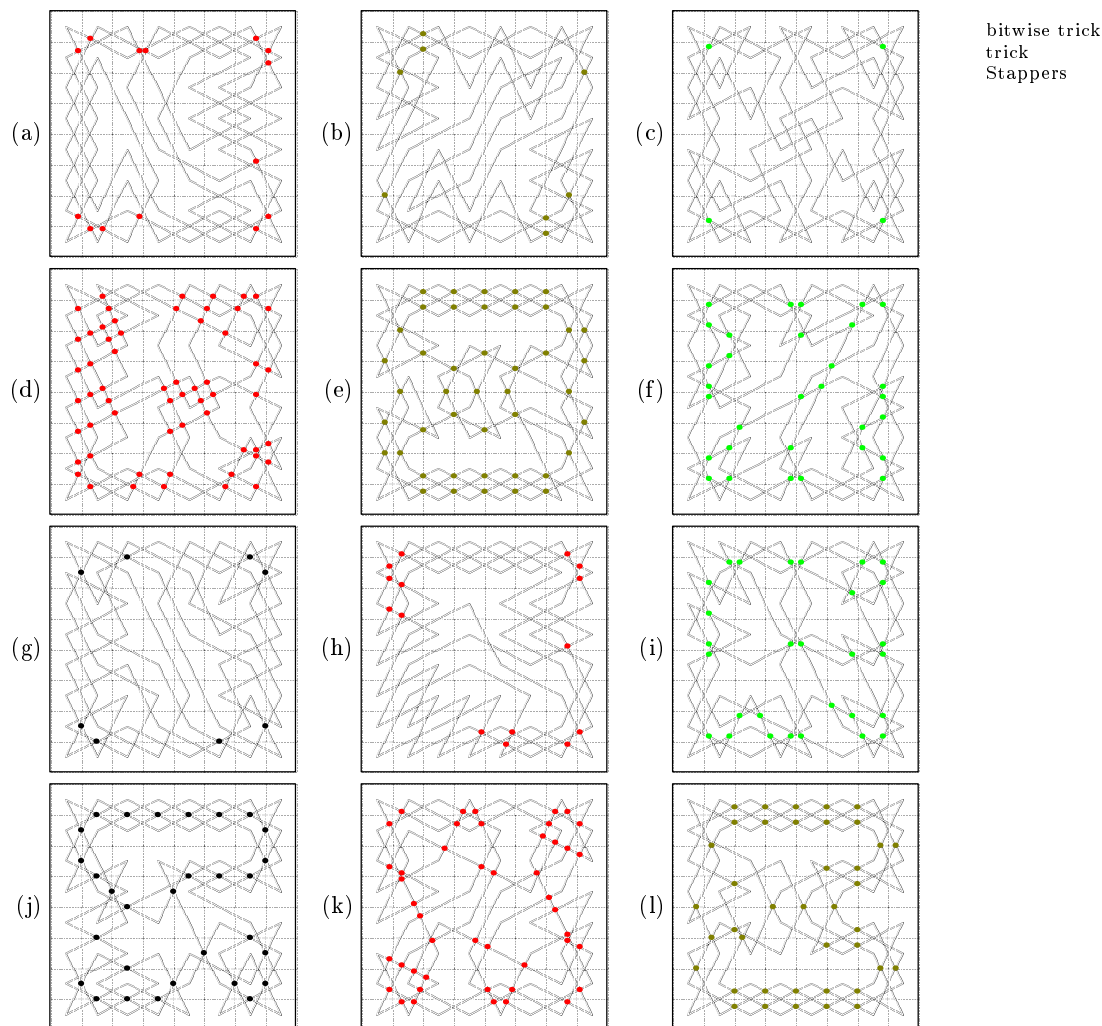 bitwise trick
trick
Stappers
(a)
(b)
(c)
(d)
(e)
(f)
(g)
(h)
(i)
(j)
(k)
(l)